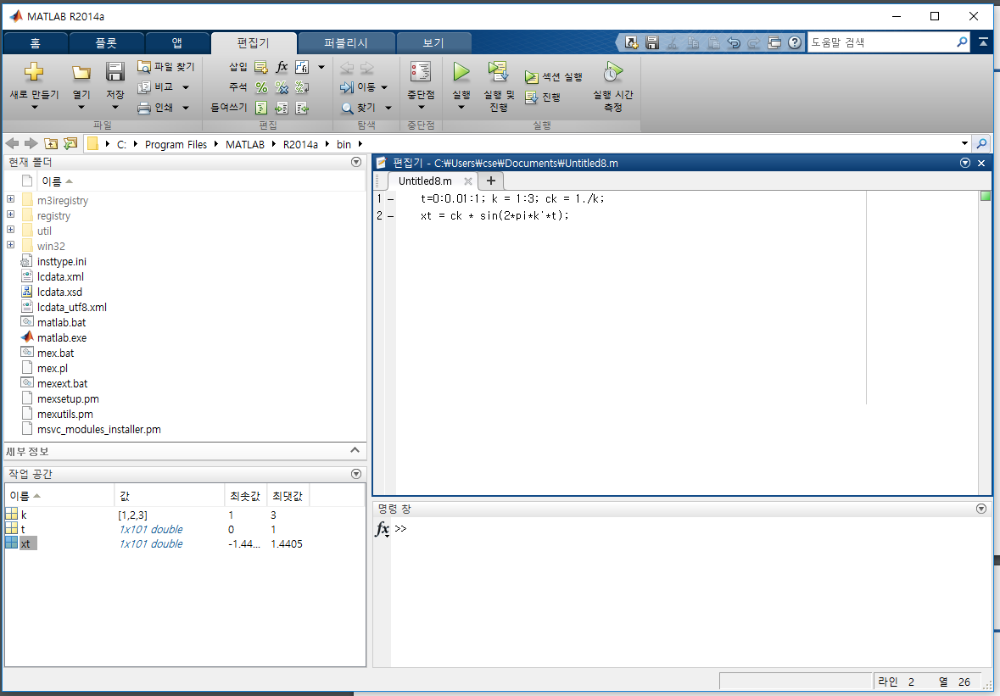 MATLAB R2014a
홈 플롯 앱 편집기 퍼블리시 보기 도움말 검색
새로 만들기 열기 저장 파일 찾기 비교 인쇄
파일
삽입 fx fi
주석 % % %
들여쓰기
편집
이동
찾기
탐색
중단점
중단점
실행 실행 및 진행 섹션 실행 진행 실행 시간 측정
실행
C: Program Files MATLAB R2014a bin
현재 폴더
이름
m3iregistry
registry
util
win32
insttype.ini
lcdata.xml
lcdata.xsd
lcdata_utf8.xml
matlab.bat
matlab.exe
mex.bat
mex.pl
mexext.bat
mexsetup.pm
mexutils.pm
msvc_modules_installer.pm
세부 정보
작업 공간
이름 값 최솟값 최댓값
k [1,2,3] 1 3
t 1x101 double 0 1
xt 1x101 double -1.44... 1.4405
편집기 - C:₩Users₩cse₩Documents₩Untitled8.m
Untitled8.m
1 – t=0:0.01:1; k = 1:3; ck = 1./k;
2 – xt = ck * sin(2*pi*k'*t);
명령 창
fx >>
라인 2 열 26